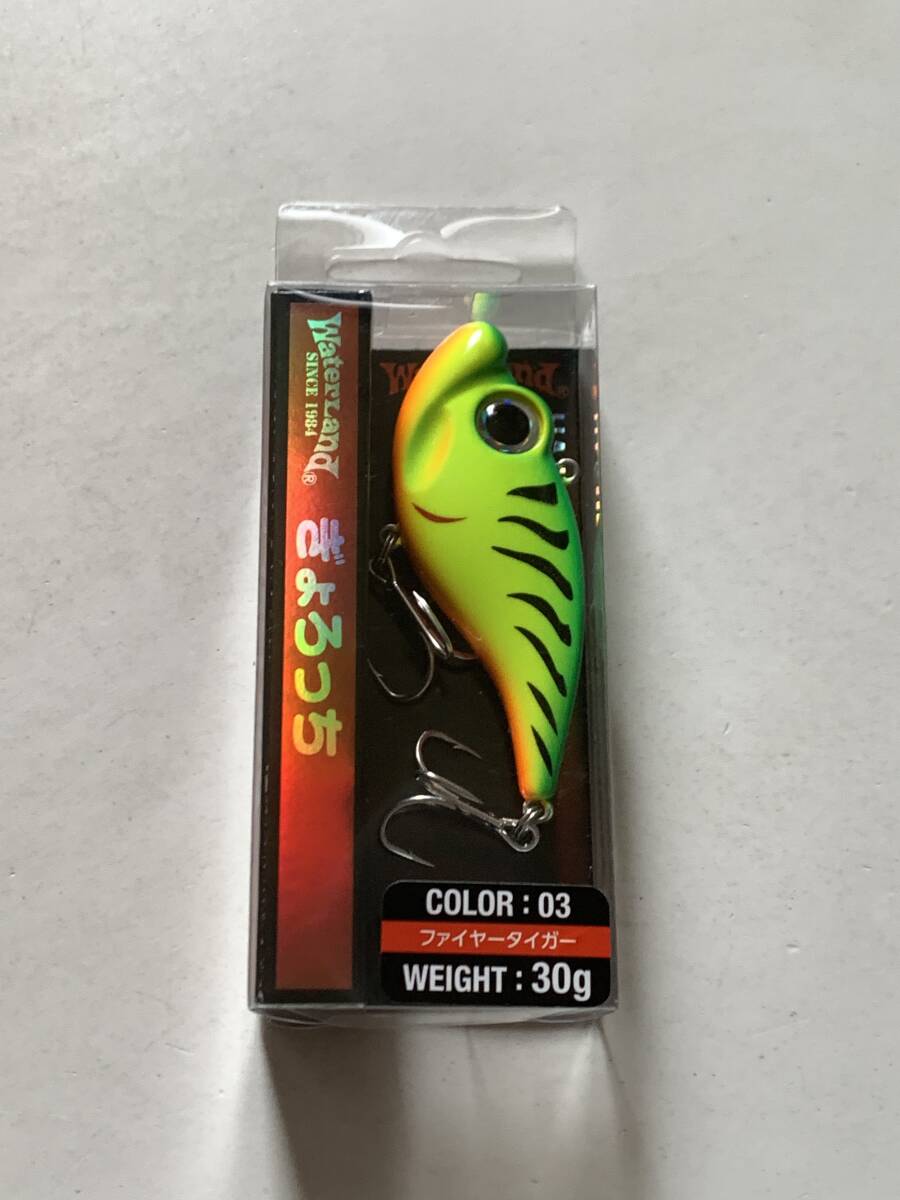 WaterLand®
SINCE 1984
ぎょろっち
COLOR : 03
ファイヤータイガー
WEIGHT : 30g